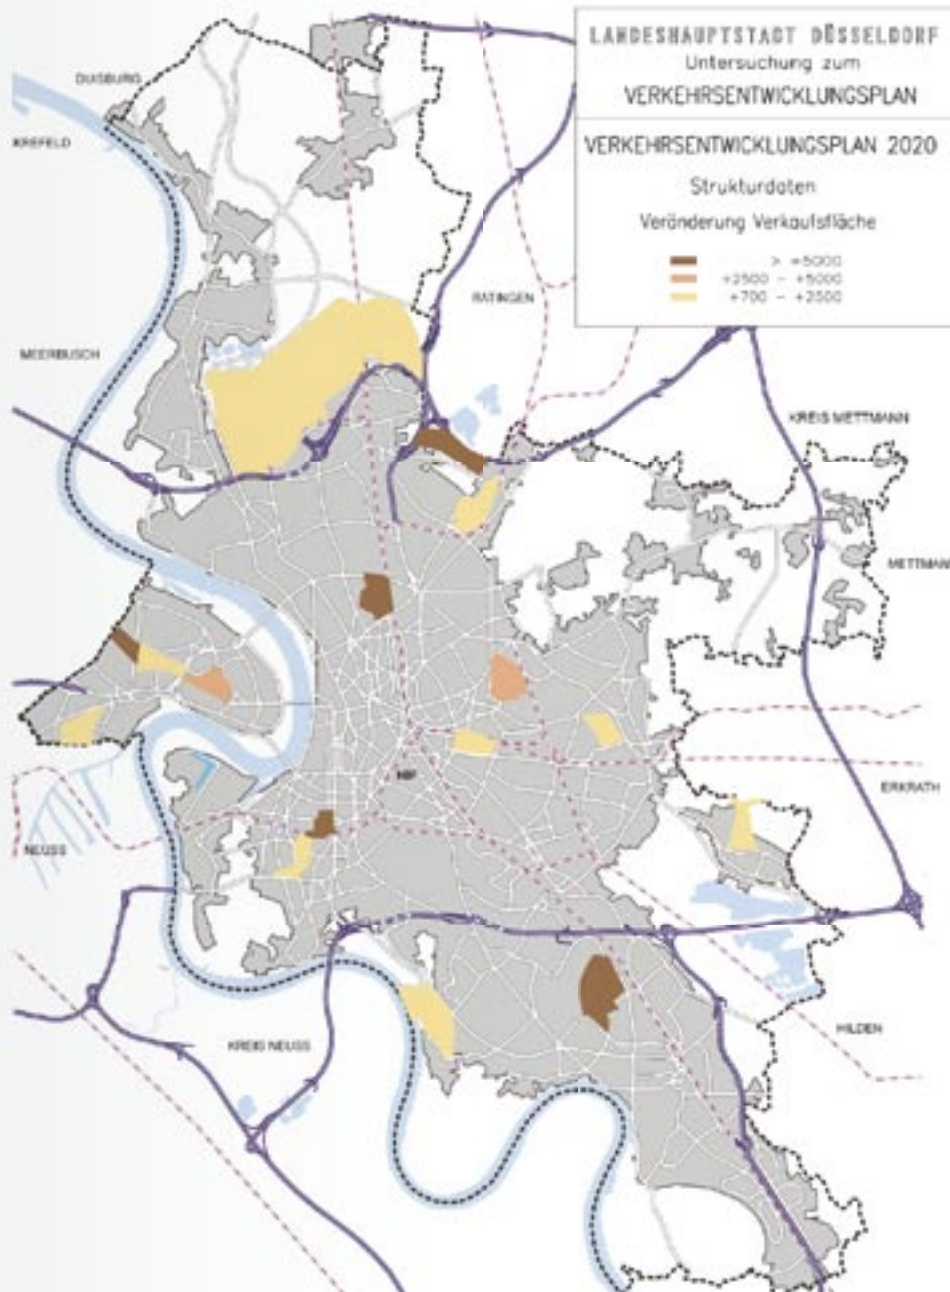 LANDESHAUPTSTADT DÜSSELDORF
Untersuchung zum
VERKEHRSENTWICKLUNGSPLAN
VERKEHRSENTWICKLUNGSPLAN 2020
Strukturdaten
Veränderung Verkaufsfläche
> =5000
+2500 - +5000
+700 - +2500
DUISBURG
KREFELD
RATINGEN
MEERBUSCH
KREIS METTMANN
METTMANN
HBF
ERKRATH
NEUSS
HILDEN
KREIS NEUSS